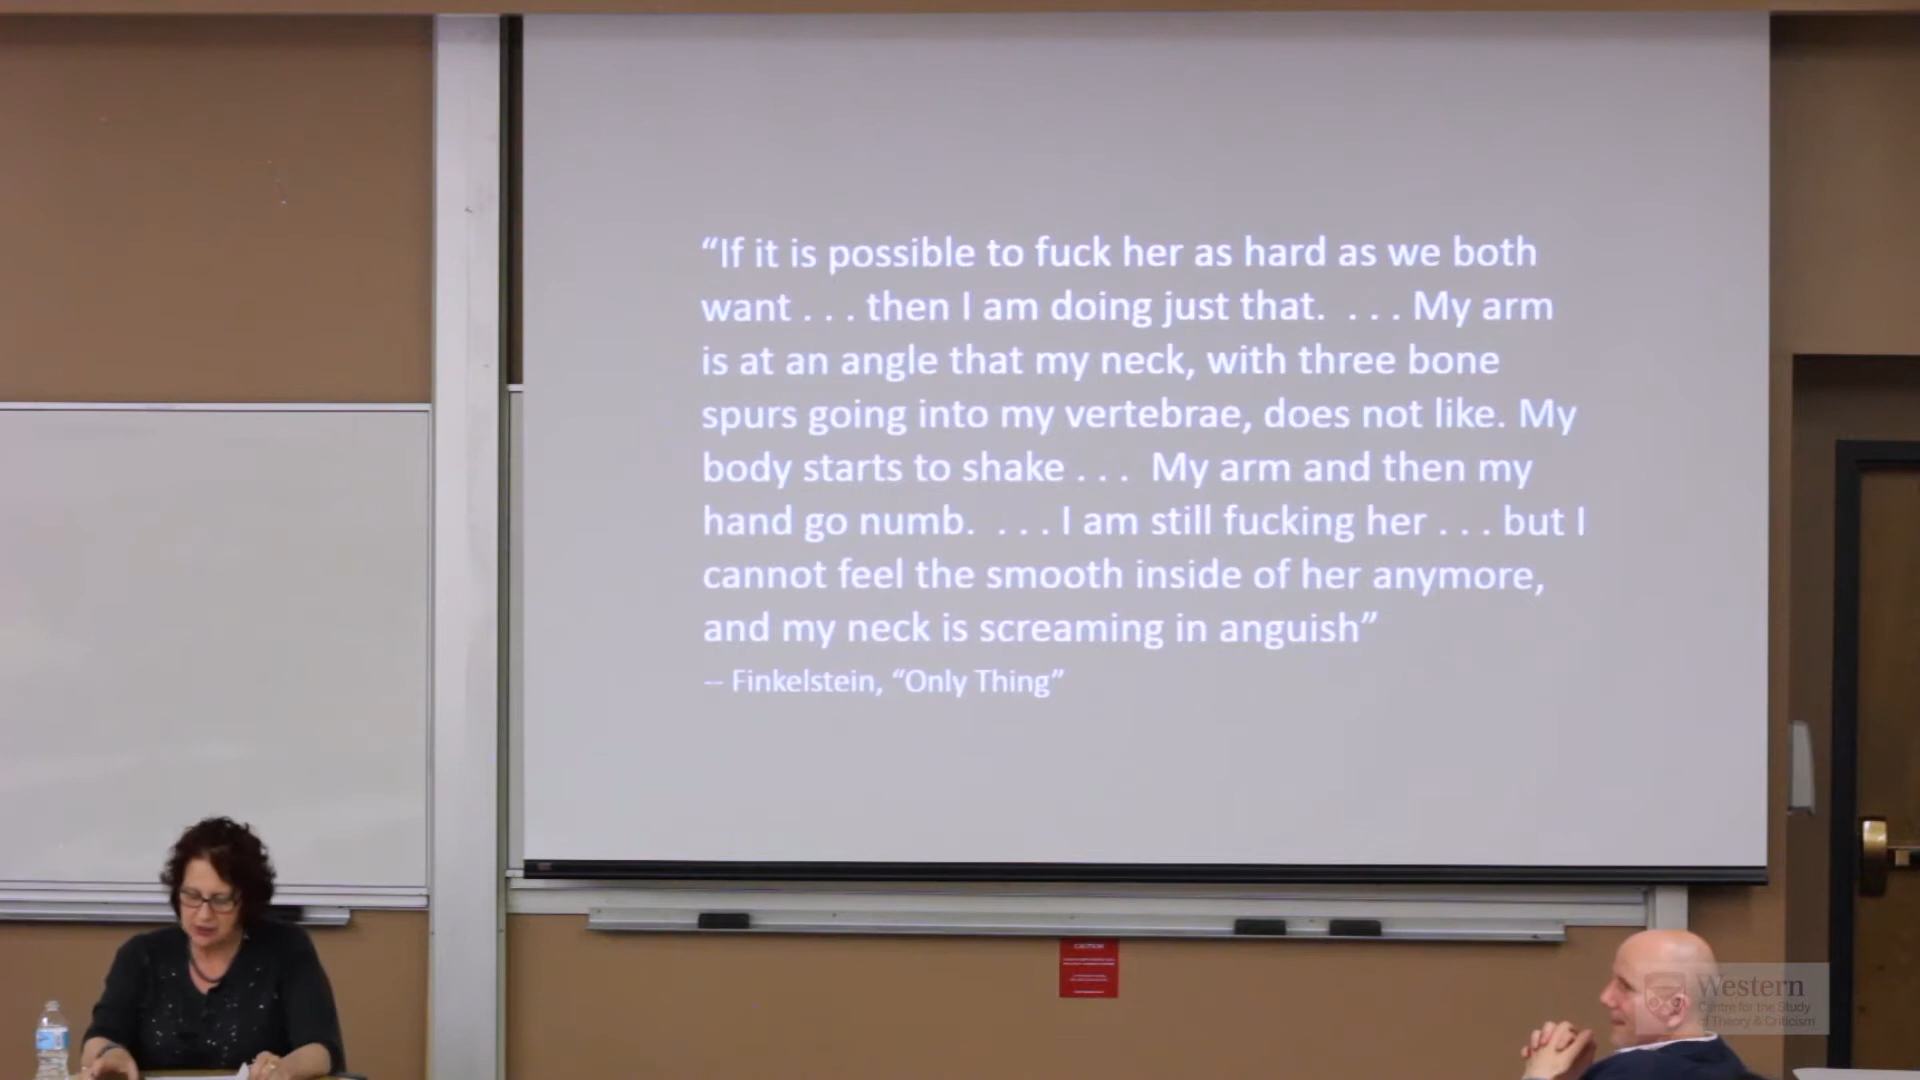 “If it is possible to fuck her as hard as we both
want . . . then I am doing just that.  . . . My arm
is at an angle that my neck, with three bone
spurs going into my vertebrae, does not like. My
body starts to shake . . .  My arm and then my
hand go numb.  . . . I am still fucking her . . . but I
cannot feel the smooth inside of her anymore,
and my neck is screaming in anguish”
-- Finkelstein, “Only Thing”
CAUTION
Western
Centre for the Study
of Theory & Criticism